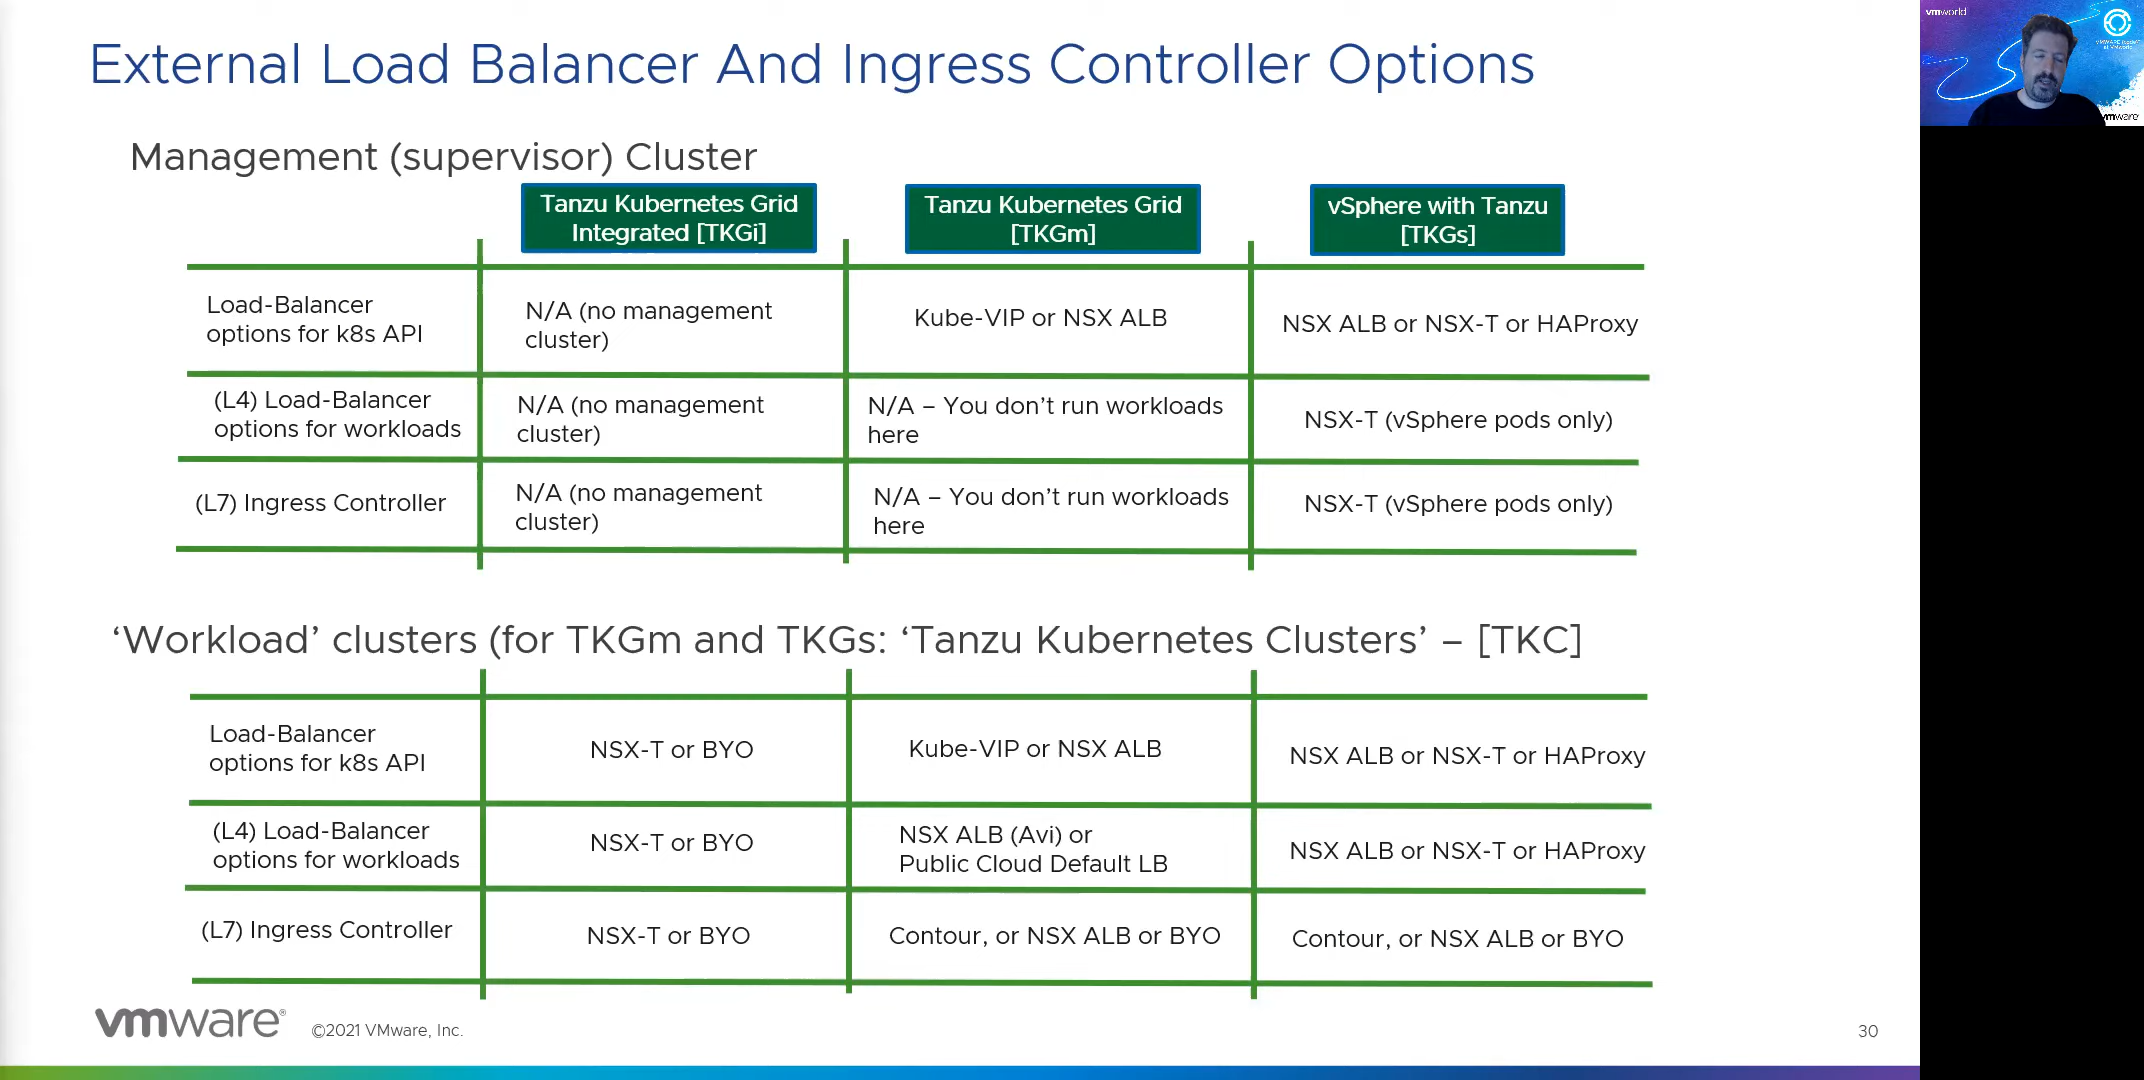 External Load Balancer And Ingress Controller Options
vmworld
VMware
Management (supervisor) Cluster
Tanzu Kubernetes Grid
Integrated [TKGi]
Tanzu Kubernetes Grid
[TKGm]
vSphere with Tanzu
[TKGs]
Load-Balancer
options for k8s API
N/A (no management
cluster)
Kube-VIP or NSX ALB
NSX ALB or NSX-T or HAProxy
(L4) Load-Balancer
options for workloads
N/A (no management
cluster)
N/A – You don’t run workloads
here
NSX-T (vSphere pods only)
(L7) Ingress Controller
N/A (no management
cluster)
N/A – You don’t run workloads
here
NSX-T (vSphere pods only)
‘Workload’ clusters (for TKGm and TKGs: ‘Tanzu Kubernetes Clusters’ – [TKC]
Load-Balancer
options for k8s API
NSX-T or BYO
Kube-VIP or NSX ALB
NSX ALB or NSX-T or HAProxy
(L4) Load-Balancer
options for workloads
NSX-T or BYO
NSX ALB (Avi) or
Public Cloud Default LB
NSX ALB or NSX-T or HAProxy
(L7) Ingress Controller
NSX-T or BYO
Contour, or NSX ALB or BYO
Contour, or NSX ALB or BYO
vmware®
©2021 VMware, Inc.
30